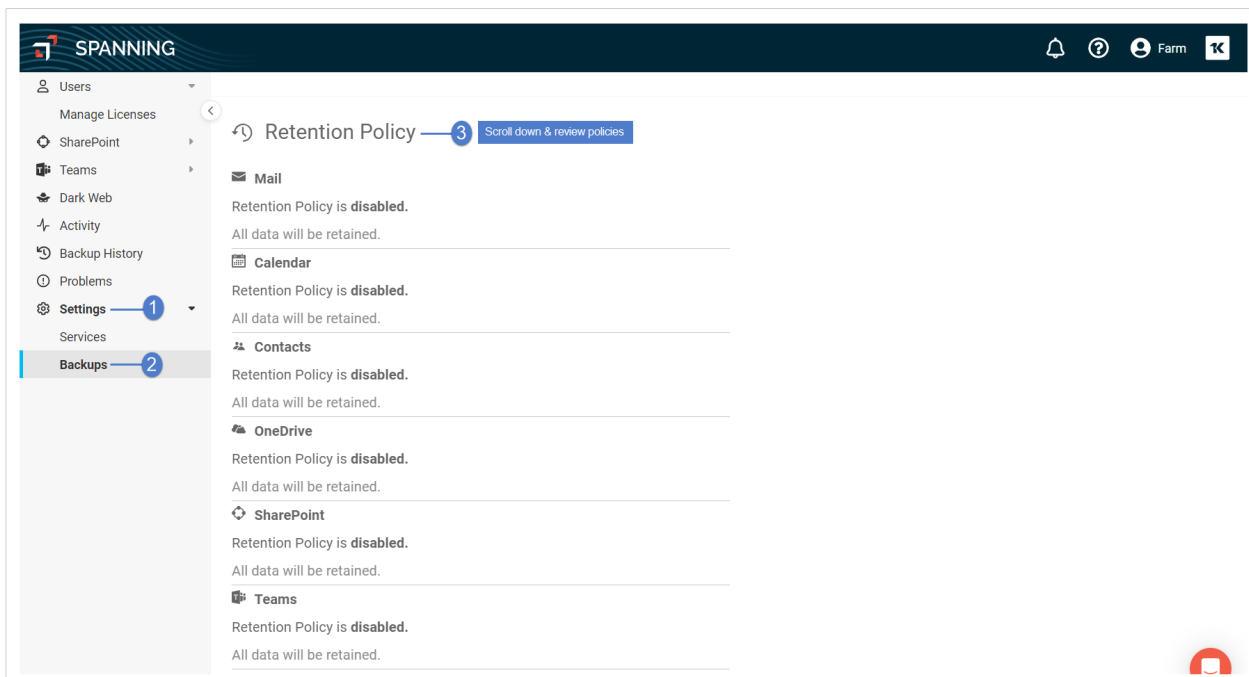 SPANNING
Farm
Users
Manage Licenses
SharePoint
Teams
Dark Web
Activity
Backup History
Problems
Settings 1
Services
Backups 2
Retention Policy 3 Scroll down & review policies
Mail
Retention Policy is disabled.
All data will be retained.
Calendar
Retention Policy is disabled.
All data will be retained.
Contacts
Retention Policy is disabled.
All data will be retained.
OneDrive
Retention Policy is disabled.
All data will be retained.
SharePoint
Retention Policy is disabled.
All data will be retained.
Teams
Retention Policy is disabled.
All data will be retained.